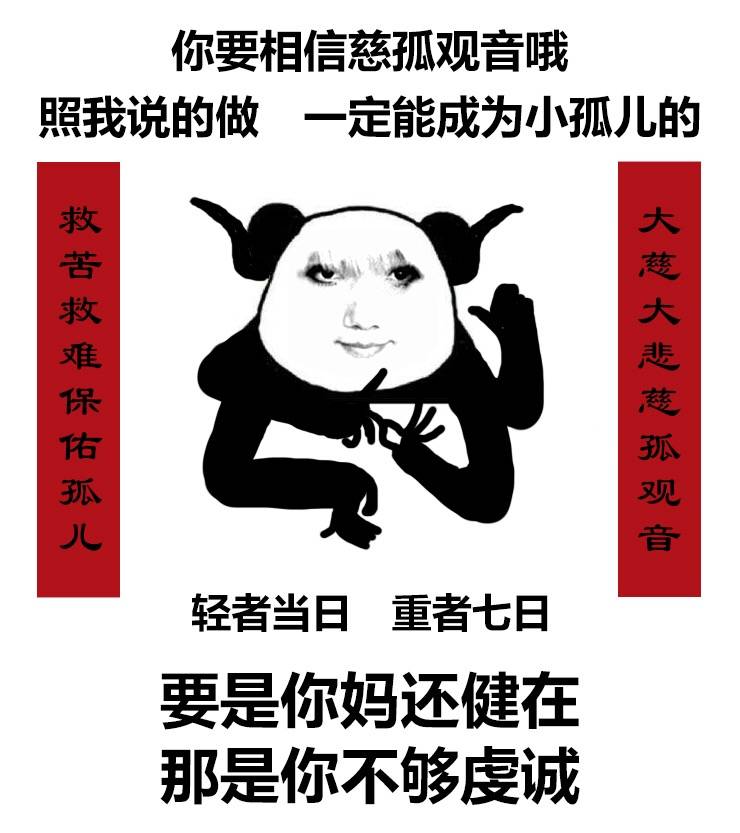 你要相信慈孤观音哦
照我说的做 一定能成为小孤儿的
大慈大悲慈孤观音
救苦救难保佑孤儿
轻者当日 重者七日
要是你妈还健在
那是你不够虔诚